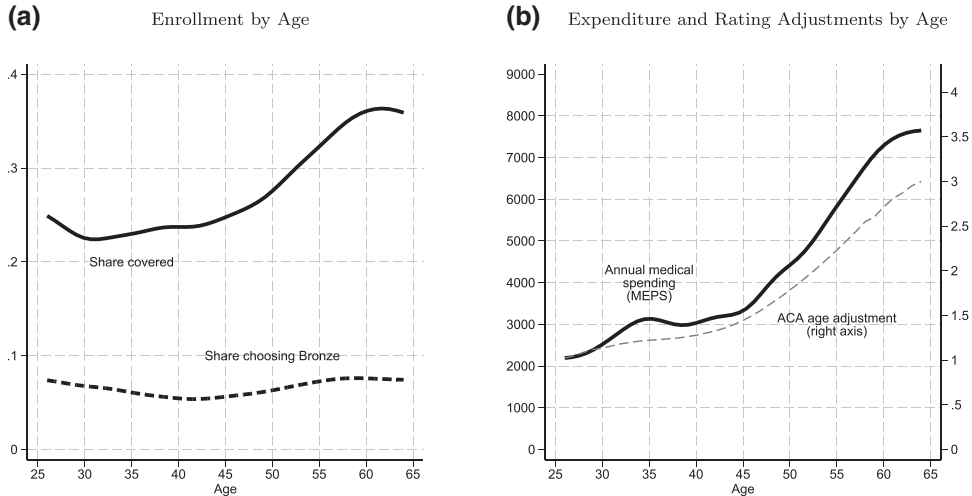 (a) Enrollment by Age
.4
.3
.2
.1
0
Share covered
Share choosing Bronze
25 30 35 40 45 50 55 60 65
Age
(b) Expenditure and Rating Adjustments by Age
9000
8000
7000
6000
5000
4000
3000
2000
1000
0
Annual medical
spending
(MEPS)
ACA age adjustment
(right axis)
4
3.5
3
2.5
2
1.5
1
.5
0
25 30 35 40 45 50 55 60 65
Age